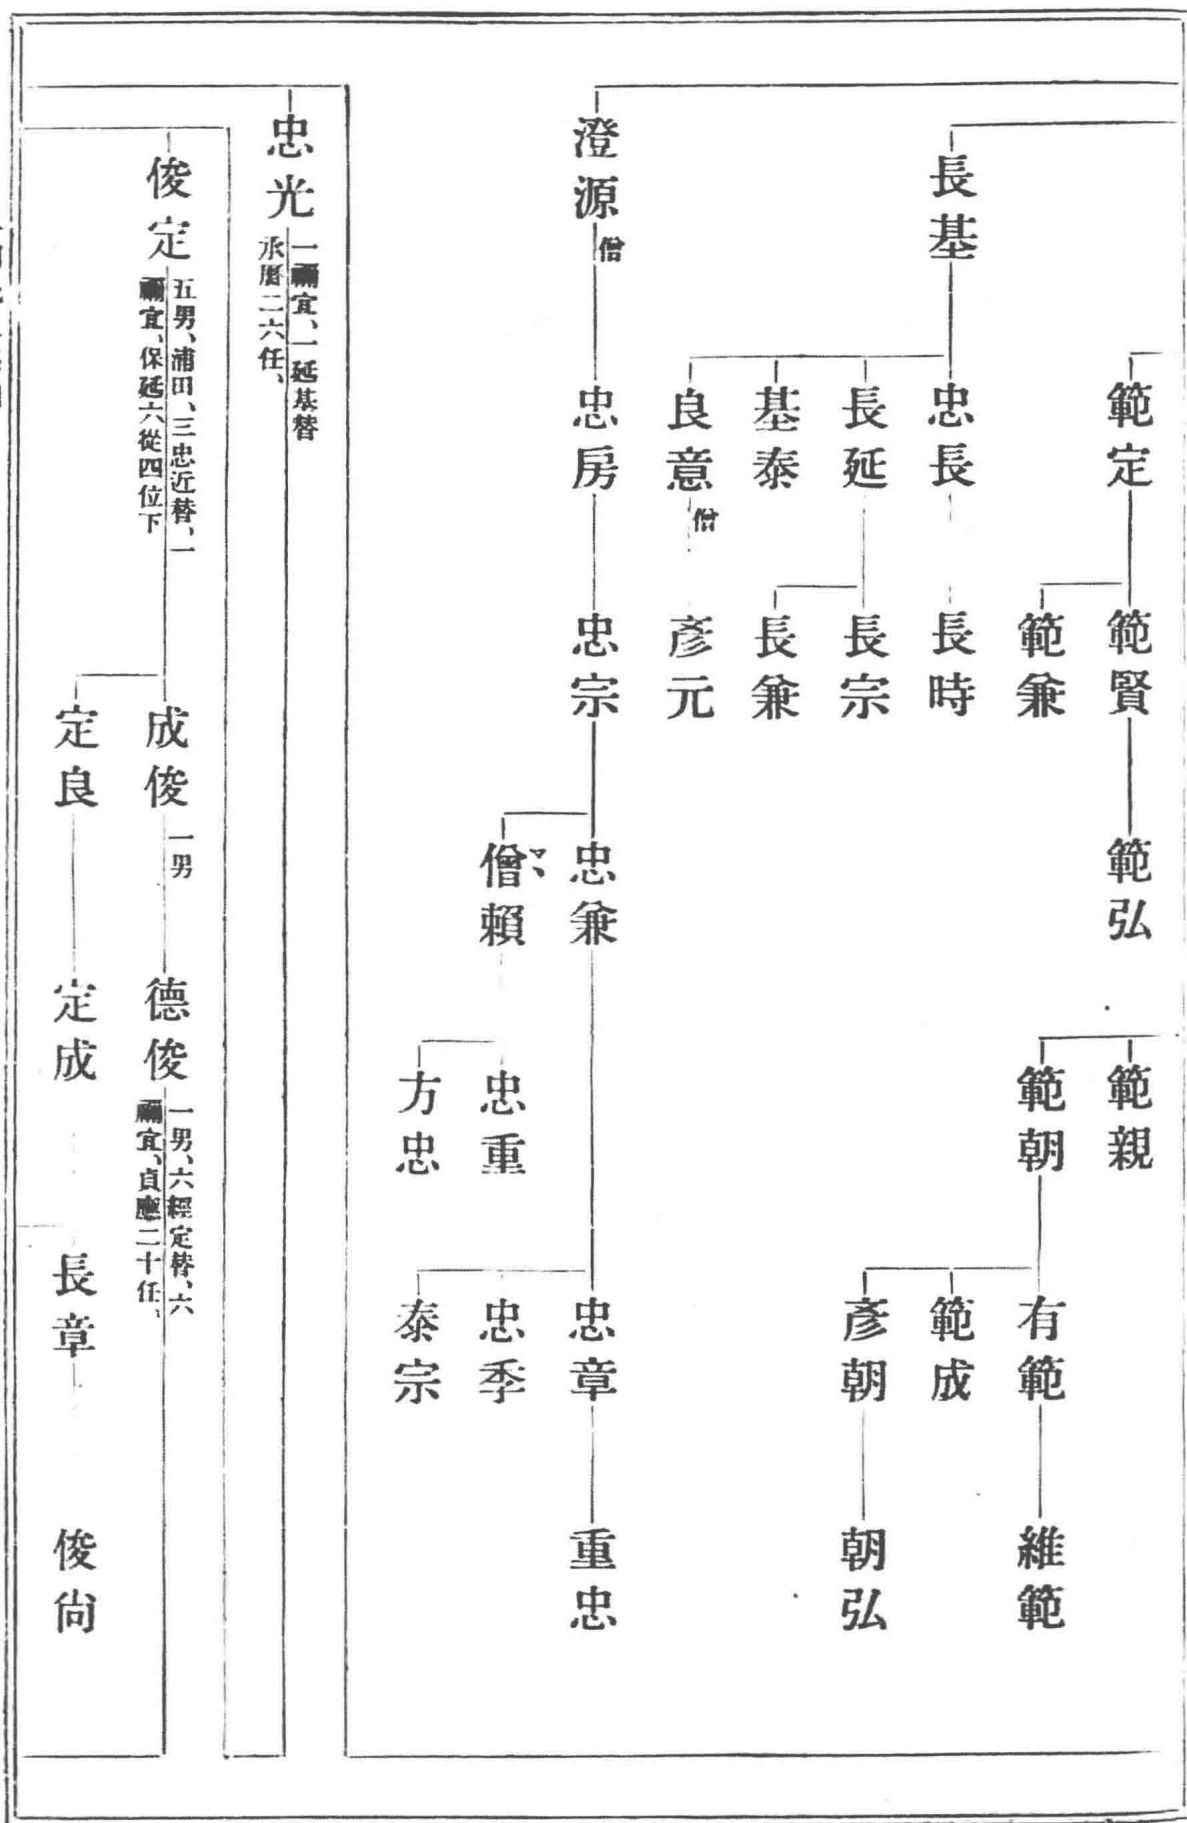 範定
範賢
範兼
範弘
範親
範朝
有範
範成
彥朝
維範
朝弘
長基
忠長
長延
基泰
良意
僧
長時
長宗
長兼
彥元
澄源
僧
忠房
忠宗
忠兼
僧賴
忠重
方忠
忠章
忠季
泰宗
重忠
忠光
一禰宜、一延基替
承曆二六任、
俊定
五男、浦田、三忠近替、一
禰宜、保延六從四位下
成俊
一男
定良
德俊
一男、六經定替、六
禰宜、貞應二十任、
定成
長章
俊尙